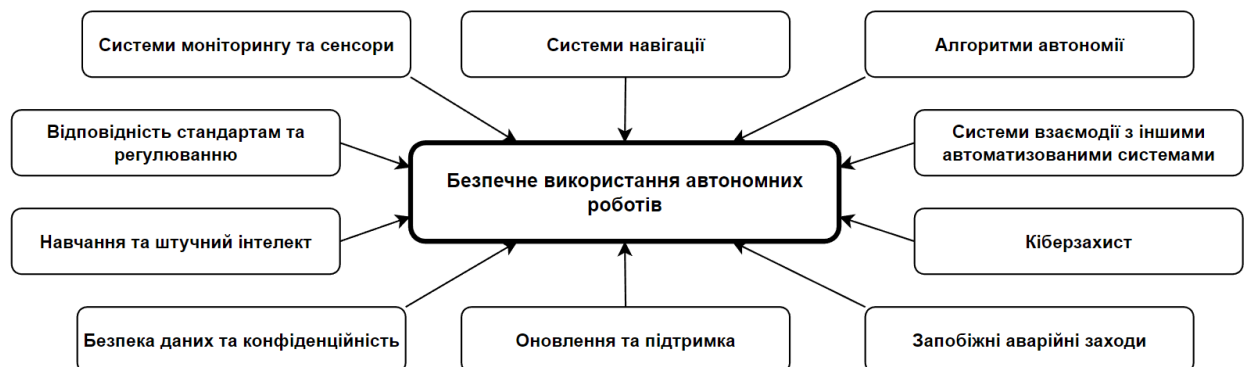 Системи моніторингу та сенсори
Системи навігації
Алгоритми автономії
Відповідність стандартам та
регулюванню
Системи взаємодії з іншими
автоматизованими системами
Безпечне використання автономних
роботів
Навчання та штучний інтелект
Кіберзахист
Безпека даних та конфіденційність
Оновлення та підтримка
Запобіжні аварійні заходи